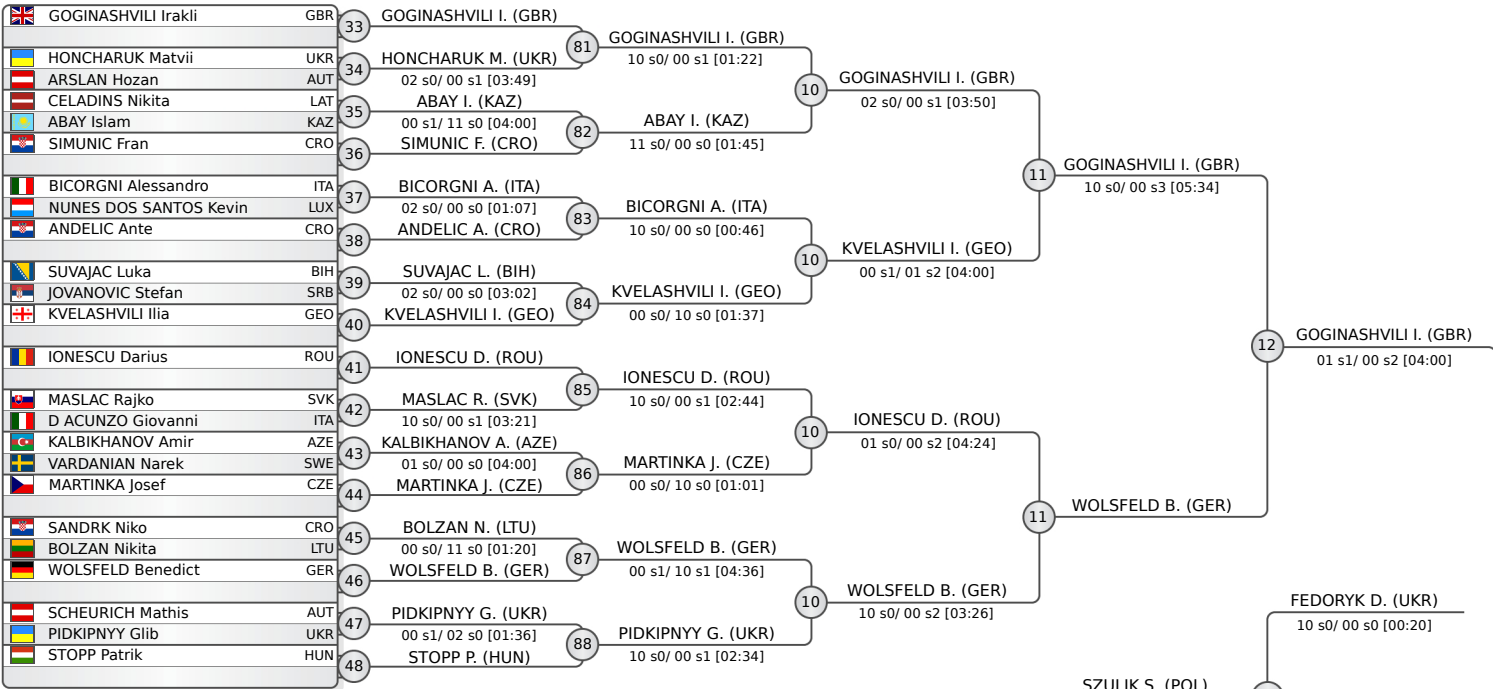 GOGINASHVILI Irakli GBR
HONCHARUK Matvii UKR
ARSLAN Hozan AUT
CELADINS Nikita LAT
ABAY Islam KAZ
SIMUNIC Fran CRO
BICORGNI Alessandro ITA
NUNES DOS SANTOS Kevin LUX
ANDELIC Ante CRO
SUVAJAC Luka BIH
JOVANOVIC Stefan SRB
KVELASHVILI Ilia GEO
IONESCU Darius ROU
MASLAC Rajko SVK
D ACUNZO Giovanni ITA
KALBIKHANOV Amir AZE
VARDANIAN Narek SWE
MARTINKA Josef CZE
SANDRK Niko CRO
BOLZAN Nikita LTU
WOLSFELD Benedict GER
SCHEURICH Mathis AUT
PIDKIPNYY Glib UKR
STOPP Patrik HUN
33
34
35
36
37
38
39
40
41
42
43
44
45
46
47
48
GOGINASHVILI I. (GBR)
HONCHARUK M. (UKR)
02 s0/ 00 s1 [03:49]
ABAY I. (KAZ)
00 s1/ 11 s0 [04:00]
SIMUNIC F. (CRO)
BICORGNI A. (ITA)
02 s0/ 00 s0 [01:07]
ANDELIC A. (CRO)
SUVAJAC L. (BIH)
02 s0/ 00 s0 [03:02]
KVELASHVILI I. (GEO)
IONESCU D. (ROU)
MASLAC R. (SVK)
10 s0/ 00 s1 [03:21]
KALBIKHANOV A. (AZE)
01 s0/ 00 s0 [04:00]
MARTINKA J. (CZE)
BOLZAN N. (LTU)
00 s0/ 11 s0 [01:20]
WOLSFELD B. (GER)
PIDKIPNYY G. (UKR)
00 s1/ 02 s0 [01:36]
STOPP P. (HUN)
81
82
83
84
85
86
87
88
GOGINASHVILI I. (GBR)
10 s0/ 00 s1 [01:22]
ABAY I. (KAZ)
11 s0/ 00 s0 [01:45]
BICORGNI A. (ITA)
10 s0/ 00 s0 [00:46]
KVELASHVILI I. (GEO)
00 s0/ 10 s0 [01:37]
IONESCU D. (ROU)
10 s0/ 00 s1 [02:44]
MARTINKA J. (CZE)
00 s0/ 10 s0 [01:01]
WOLSFELD B. (GER)
00 s1/ 10 s1 [04:36]
PIDKIPNYY G. (UKR)
10 s0/ 00 s1 [02:34]
10
10
10
10
GOGINASHVILI I. (GBR)
02 s0/ 00 s1 [03:50]
KVELASHVILI I. (GEO)
00 s1/ 01 s2 [04:00]
IONESCU D. (ROU)
01 s0/ 00 s2 [04:24]
WOLSFELD B. (GER)
10 s0/ 00 s2 [03:26]
11
11
GOGINASHVILI I. (GBR)
10 s0/ 00 s3 [05:34]
WOLSFELD B. (GER)
12
GOGINASHVILI I. (GBR)
01 s1/ 00 s2 [04:00]
FEDORYK D. (UKR)
10 s0/ 00 s0 [00:20]
SZULIK S. (POL)